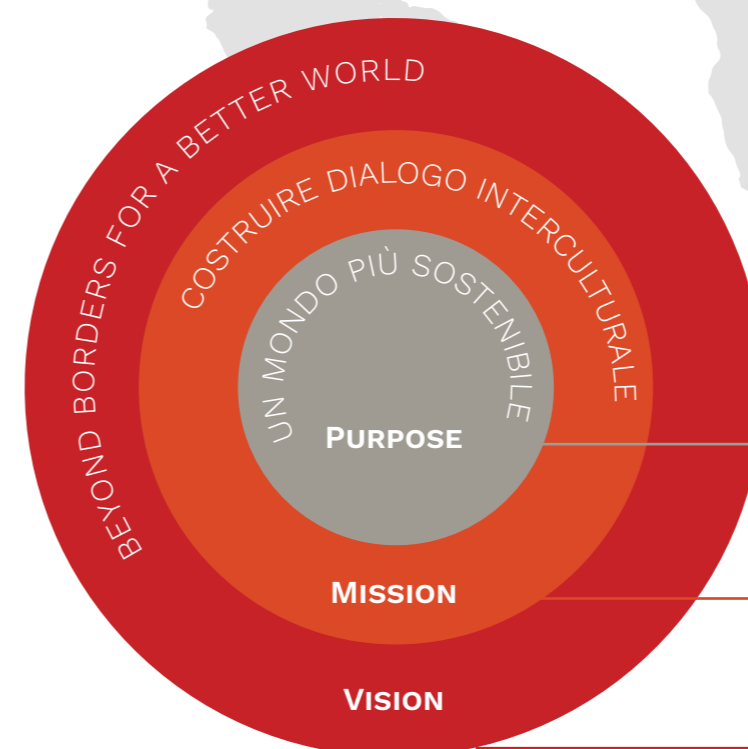 BEYOND BORDERS FOR A BETTER WORLD
COSTRUIRE DIALOGO INTERCULTURALE
UN MONDO PIÙ SOSTENIBILE
PURPOSE
MISSION
VISION